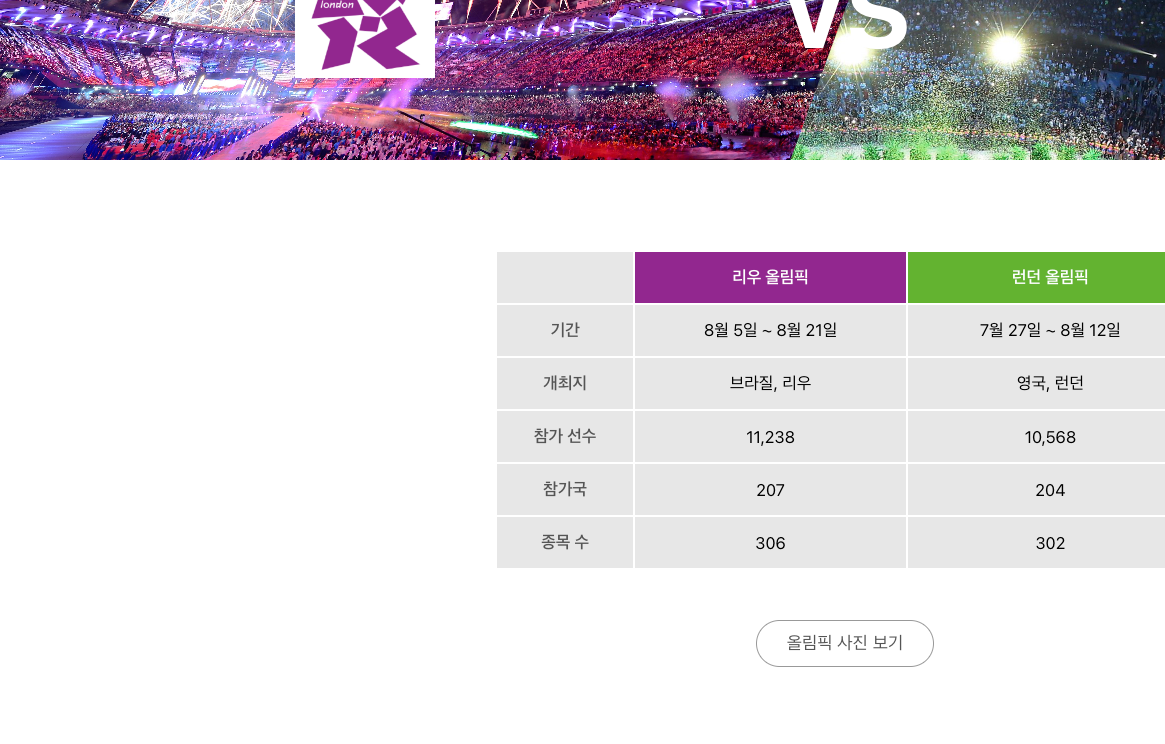 london
VS
리우 올림픽 런던 올림픽
기간 8월 5일 ~ 8월 21일 7월 27일 ~ 8월 12일
개최지 브라질, 리우 영국, 런던
참가 선수 11,238 10,568
참가국 207 204
종목 수 306 302
올림픽 사진 보기